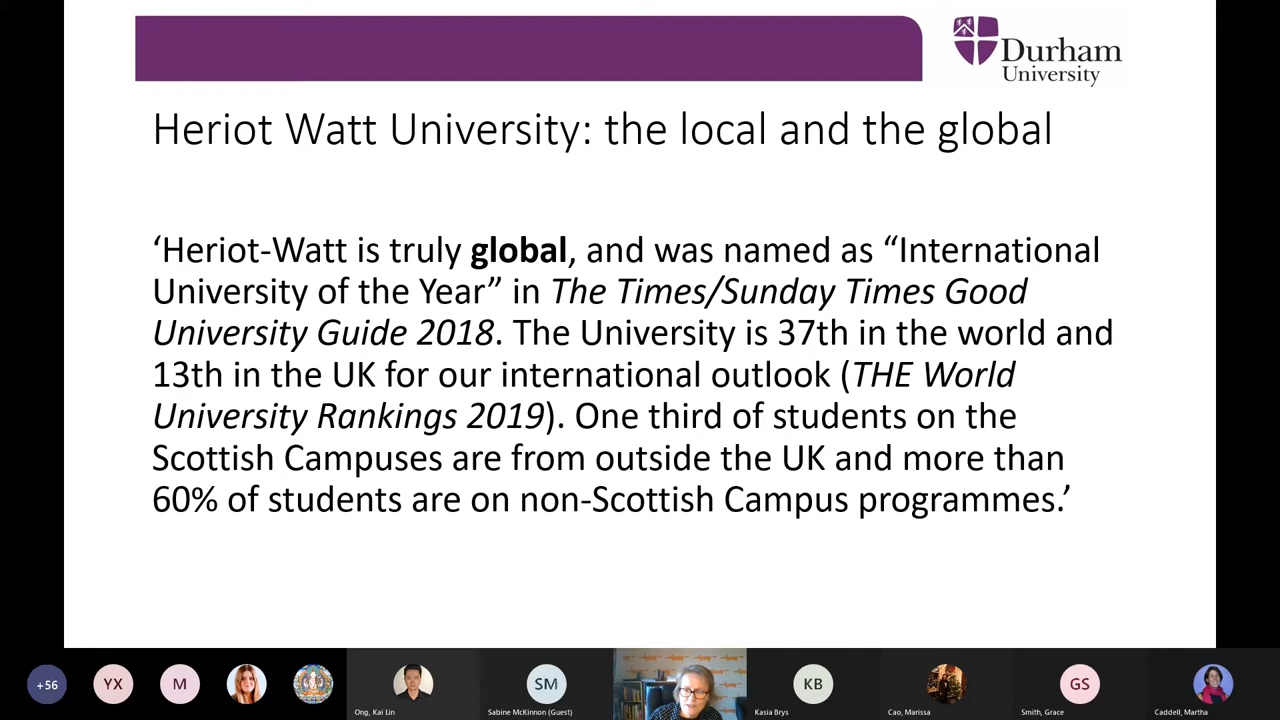 Durham
University
Heriot Watt University: the local and the global
‘Heriot-Watt is truly global, and was named as “International
University of the Year” in The Times/Sunday Times Good
University Guide 2018. The University is 37th in the world and
13th in the UK for our international outlook (THE World
University Rankings 2019). One third of students on the
Scottish Campuses are from outside the UK and more than
60% of students are on non-Scottish Campus programmes.’
+56
YX
M
Ong, Kai Lin
SM
Sabine McKinnon (Guest)
KB
Kasia Brys
Cao, Marissa
GS
Smith, Grace
Caddell, Martha